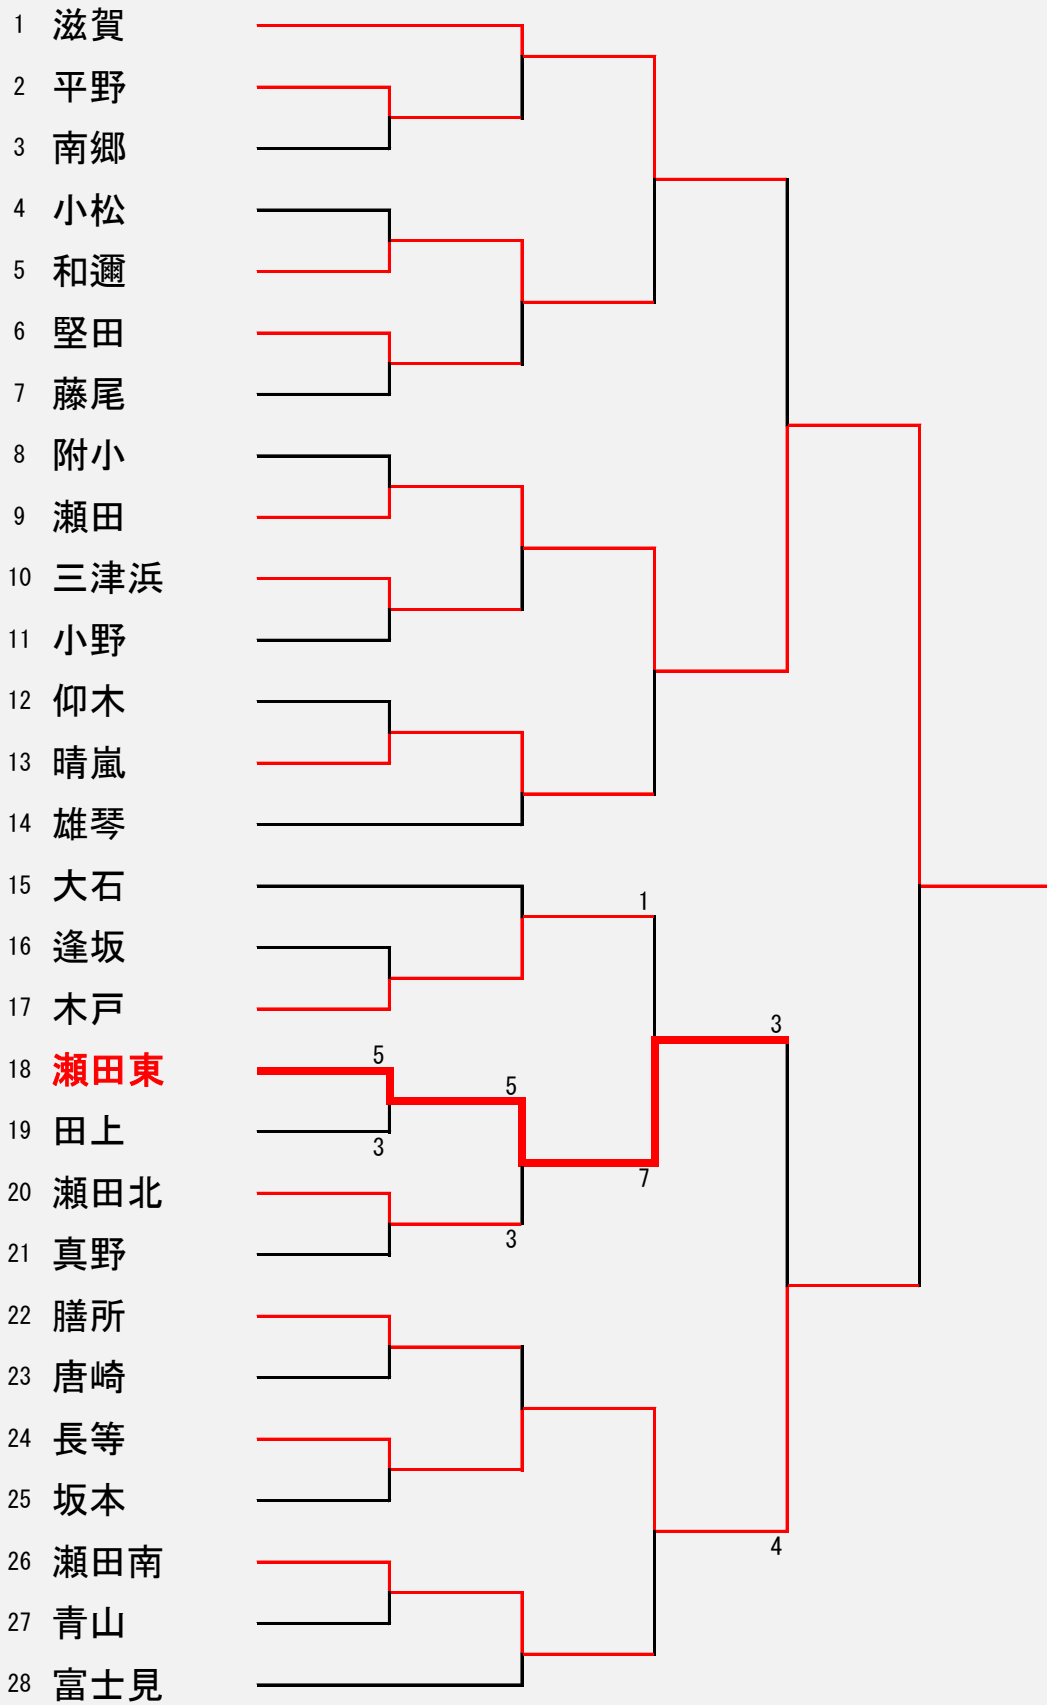 1 滋賀
2 平野
3 南郷
4 小松
5 和邇
6 堅田
7 藤尾
8 附小
9 瀬田
10 三津浜
11 小野
12 仰木
13 晴嵐
14 雄琴
15 大石
1
16 逢坂
17 木戸
3
18 瀬田東
5
5
19 田上
3
7
20 瀬田北
3
21 真野
22 膳所
23 唐崎
24 長等
25 坂本
4
26 瀬田南
27 青山
28 富士見